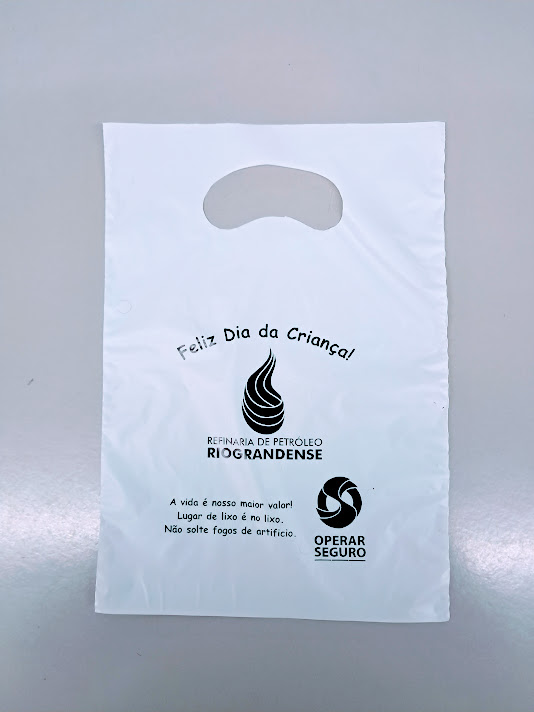 Feliz Dia da Criança!
REFINARIA DE PETRÓLEO
RIOGRANDENSE
A vida é nosso maior valor!
Lugar de lixo é no lixo.
Não solte fogos de artificio.
OPERAR
SEGURO